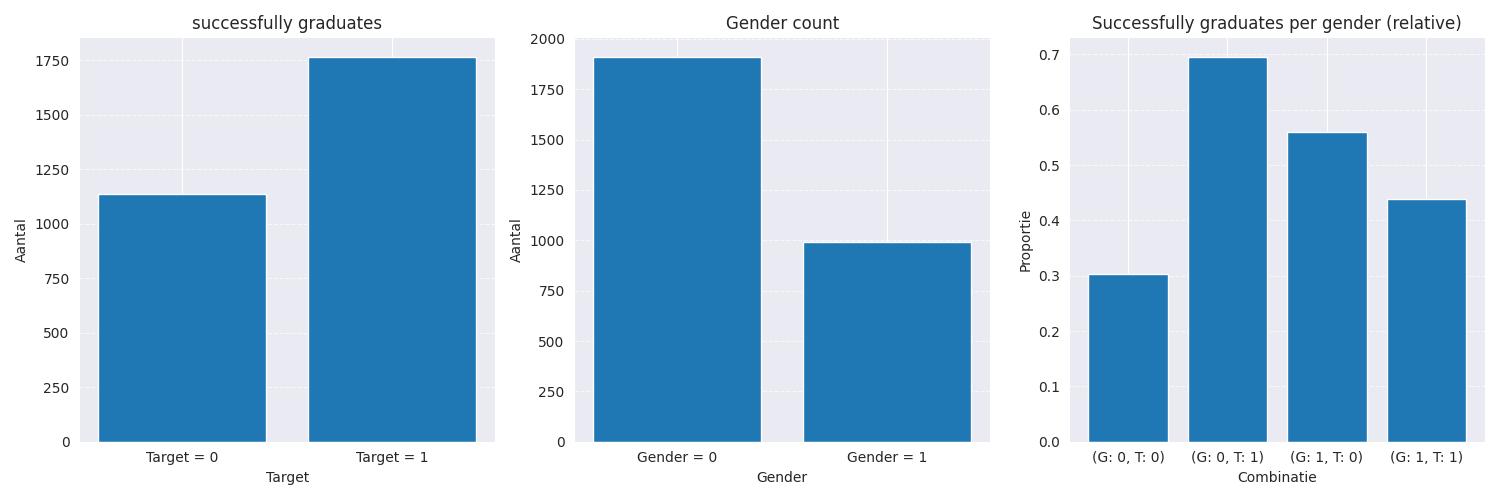 successfully graduates
1750
1500
1250
1000
750
500
250
0
Aantal
Target = 0
Target = 1
Target
Gender count
2000
1750
1500
1250
1000
750
500
250
0
Aantal
Gender = 0
Gender = 1
Gender
Successfully graduates per gender (relative)
0.7
0.6
0.5
0.4
0.3
0.2
0.1
0.0
Proportie
(G: 0, T: 0)
(G: 0, T: 1)
(G: 1, T: 0)
(G: 1, T: 1)
Combinatie